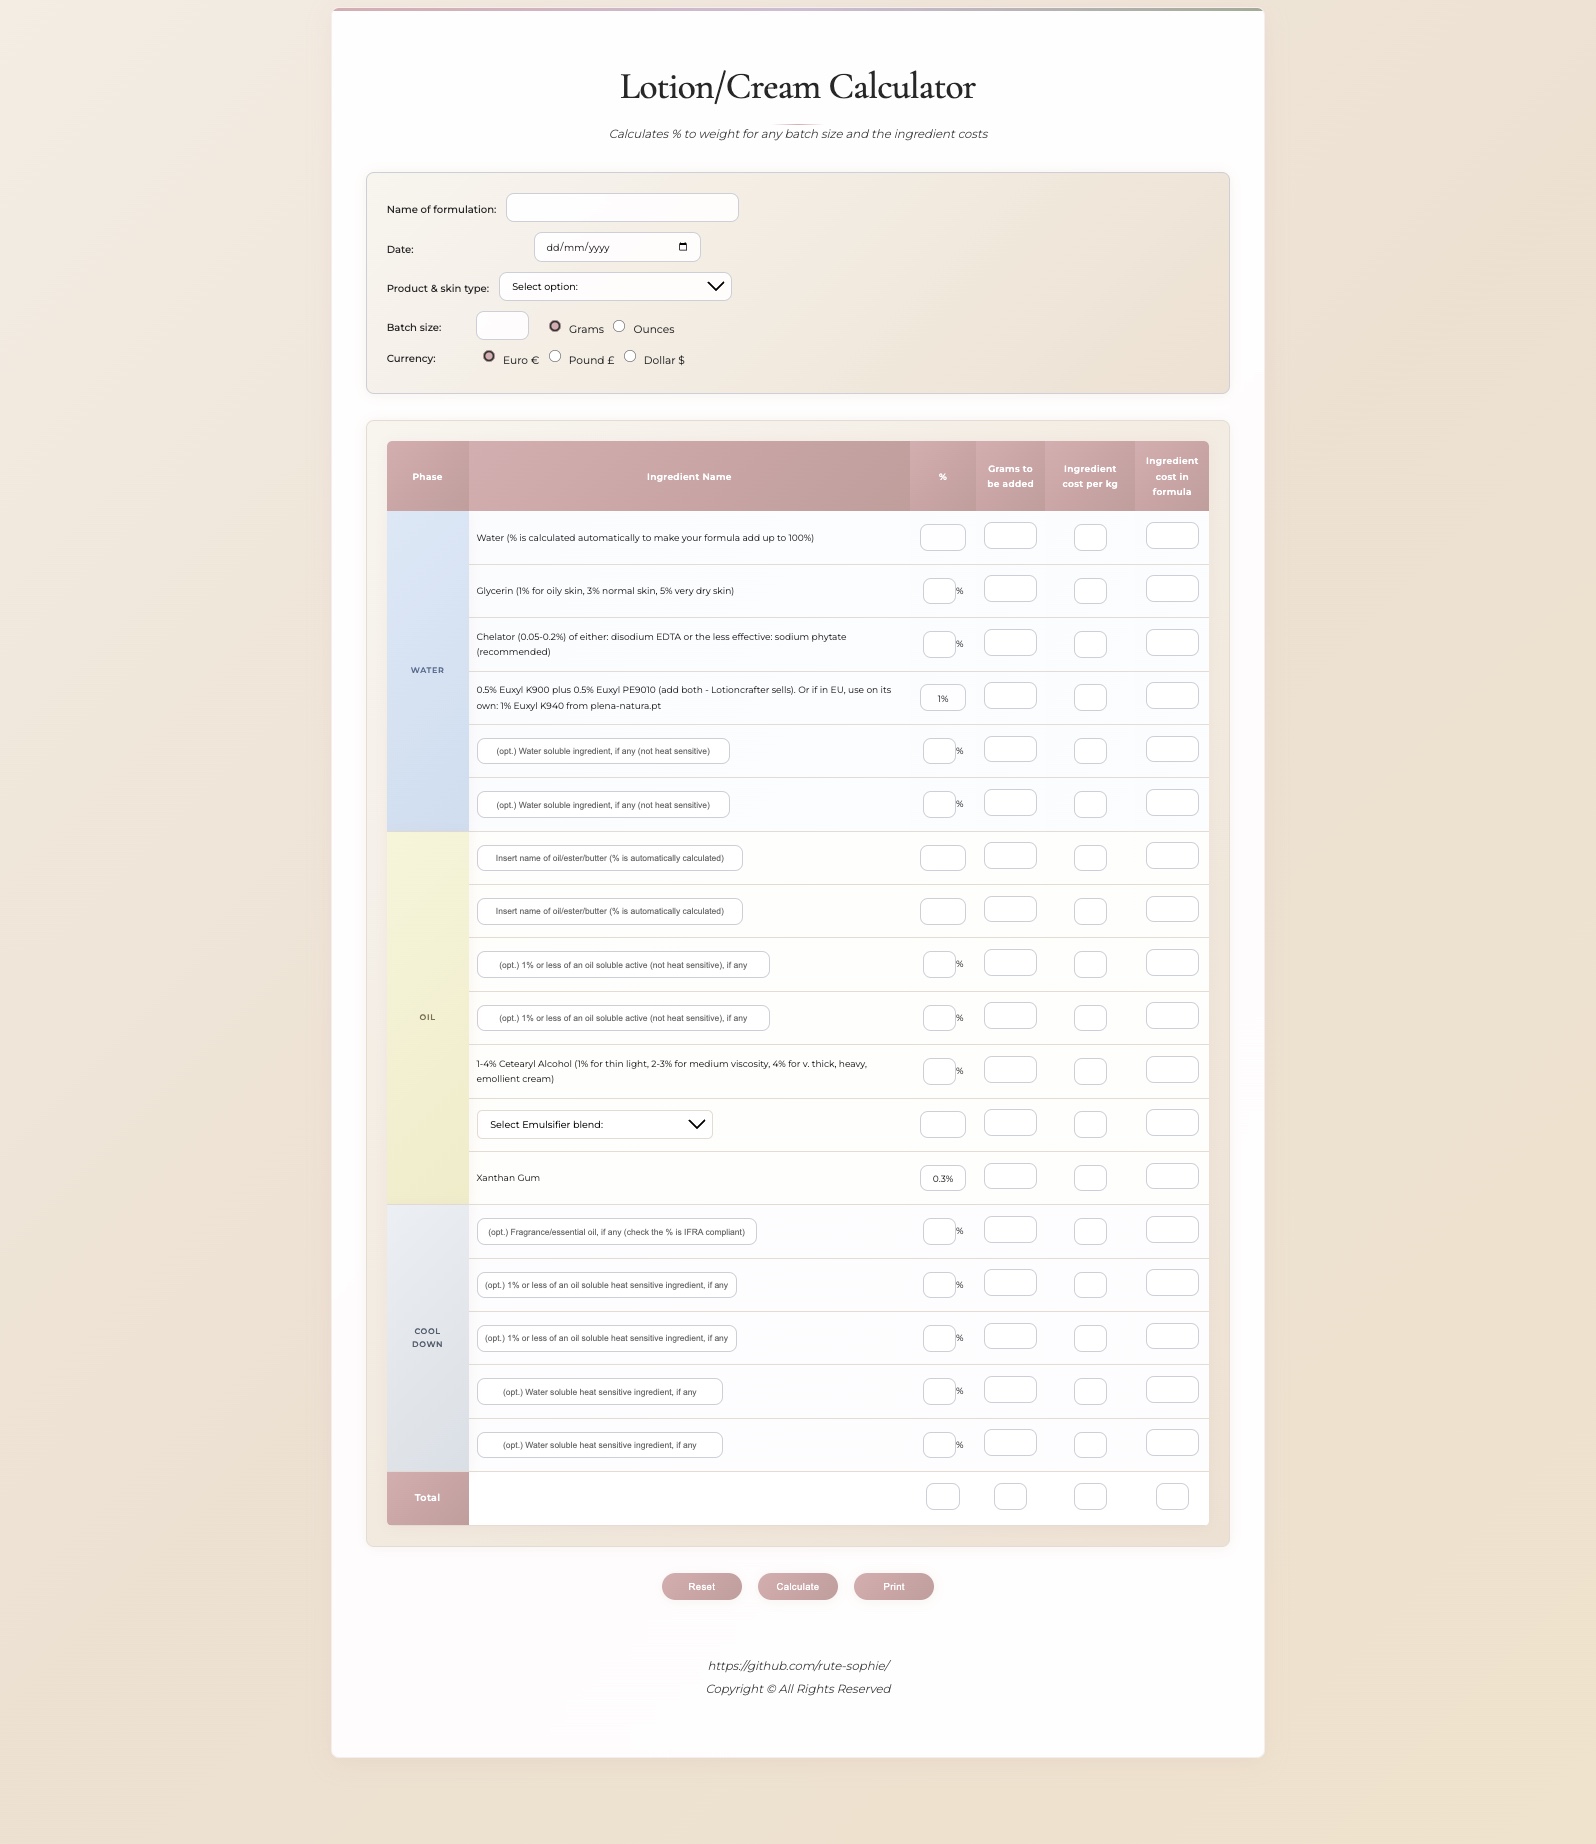 Lotion/Cream Calculator
Calculates % to weight for any batch size and the ingredient costs
Name of formulation:
Date: dd/mm/yyyy
Product & skin type: Select option:
Batch size: Grams Ounces
Currency: Euro € Pound £ Dollar $
Phase Ingredient Name % Grams to be added Ingredient cost per kg Ingredient cost in formula
WATER
Water (% is calculated automatically to make your formula add up to 100%)
Glycerin (1% for oily skin, 3% normal skin, 5% very dry skin) %
Chelator (0.05-0.2%) of either: disodium EDTA or the less effective: sodium phytate
(recommended) %
0.5% Euxyl K900 plus 0.5% Euxyl PE9010 (add both - Lotioncrafter sells). Or if in EU, use on its
own: 1% Euxyl K940 from plena-natura.pt 1%
(opt.) Water soluble ingredient, if any (not heat sensitive) %
(opt.) Water soluble ingredient, if any (not heat sensitive) %
OIL
Insert name of oil/ester/butter (% is automatically calculated)
Insert name of oil/ester/butter (% is automatically calculated)
(opt.) 1% or less of an oil soluble active (not heat sensitive), if any %
(opt.) 1% or less of an oil soluble active (not heat sensitive), if any %
1-4% Cetearyl Alcohol (1% for thin light, 2-3% for medium viscosity, 4% for v. thick, heavy,
emollient cream) %
Select Emulsifier blend:
Xanthan Gum 0.3%
COOL
DOWN
(opt.) Fragrance/essential oil, if any (check the % is IFRA compliant) %
(opt.) 1% or less of an oil soluble heat sensitive ingredient, if any %
(opt.) 1% or less of an oil soluble heat sensitive ingredient, if any %
(opt.) Water soluble heat sensitive ingredient, if any %
(opt.) Water soluble heat sensitive ingredient, if any %
Total
Reset Calculate Print
https://github.com/rute-sophie/
Copyright © All Rights Reserved